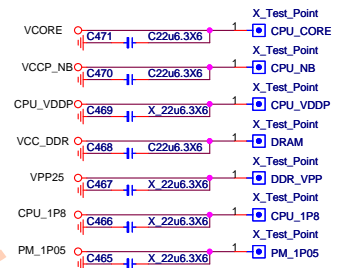 X_Test_Point
VCORE 1 CPU_CORE
C471 C22u6.3X6
X_Test_Point
VCCP_NB 1 CPU_NB
C470 C22u6.3X6
X_Test_Point
CPU_VDDP 1 CPU_VDDP
C469 X_22u6.3X6
X_Test_Point
VCC_DDR 1 DRAM
C468 C22u6.3X6
X_Test_Point
VPP25 1 DDR_VPP
C467 X_22u6.3X6
X_Test_Point
CPU_1P8 1 CPU_1P8
C466 X_22u6.3X6
X_Test_Point
PM_1P05 1 PM_1P05
C465 X_22u6.3X6